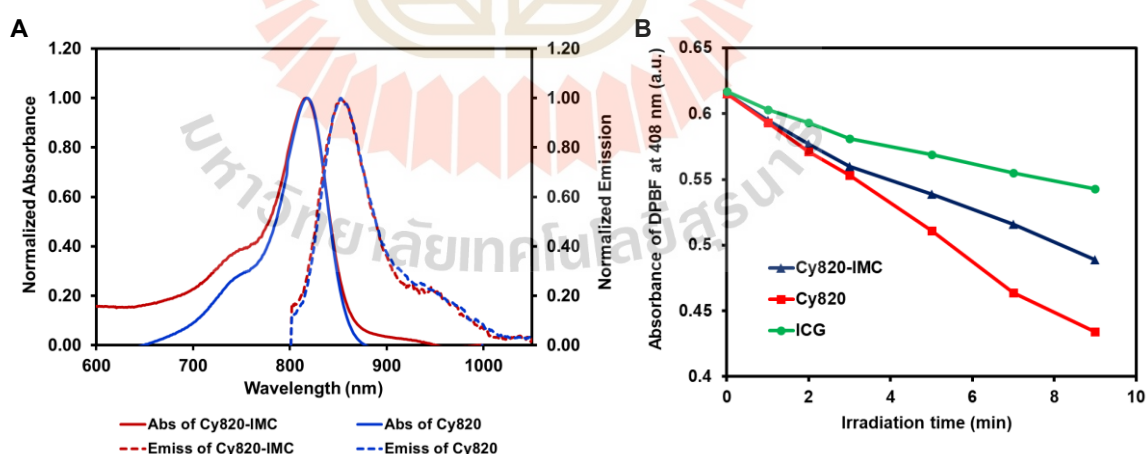 A
B
1.20
1.00
0.80
0.60
0.40
0.20
0.00
Normalized Absorbance
600
700
800
900
1000
Wavelength (nm)
1.20
1.00
0.80
0.60
0.40
0.20
0.00
Normalized Emission
Abs of Cy820-IMC
Abs of Cy820
Emiss of Cy820-IMC
Emiss of Cy820
0.65
0.6
0.55
0.5
0.45
0.4
Absorbance of DPBF at 408 nm (a.u.)
Cy820-IMC
Cy820
ICG
0
2
4
6
8
10
Irradiation time (min)
มหาวิทยาลัยเทคโนโลยีสุรนารี